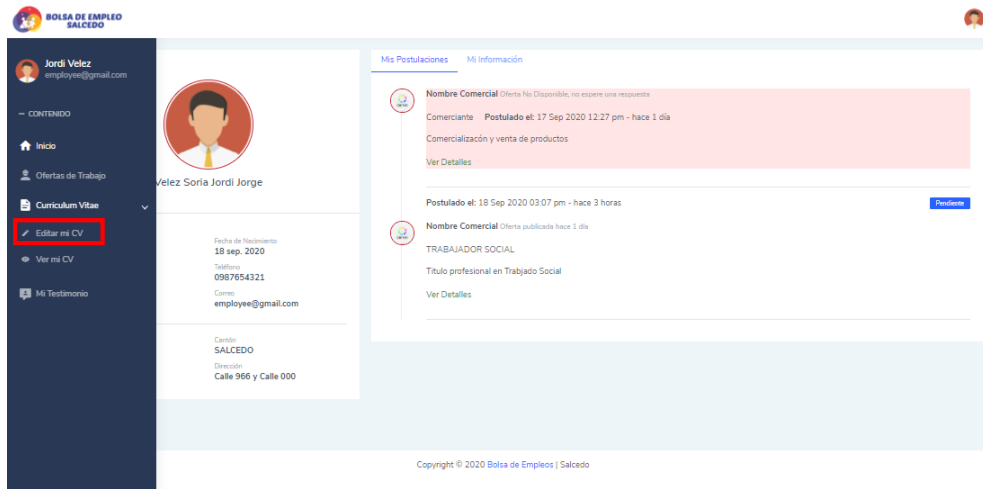 BOLSA DE EMPLEO
SALCEDO
Jordi Velez
employee@gmail.com
— CONTENIDO
Inicio
Ofertas de Trabajo
Curriculum Vitae
Editar mi CV
Ver mi CV
Mi Testimonio
Velez Soria Jordi Jorge
Fecha de Nacimiento
18 sep. 2020
Teléfono
0987654321
Correo
employee@gmail.com
Cantón
SALCEDO
Dirección
Calle 966 y Calle 000
Mis Postulaciones Mi Información
Nombre Comercial Oferta No Disponible, no espere una respuesta
Comerciante Postulado el: 17 Sep 2020 12:27 pm - hace 1 día
Comercializacón y venta de productos
Ver Detalles
Postulado el: 18 Sep 2020 03:07 pm - hace 3 horas Pendiente
Nombre Comercial Oferta publicada hace 1 día
TRABAJADOR SOCIAL
Titulo profesional en Trabjado Social
Ver Detalles
Copyright © 2020 Bolsa de Empleos | Salcedo